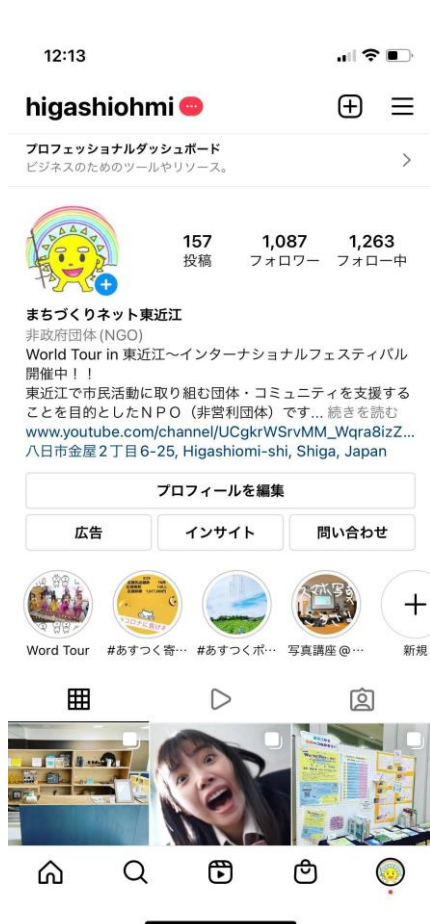 12:13
higashiohmi
プロフェッショナルダッシュボード
ビジネスのためのツールやリソース。
157
1,087
1,263
投稿
フォロワー
フォロー中
まちづくりネット東近江
非政府団体(NGO)
World Tour in 東近江〜インターナショナルフェスティバル
開催中！！
東近江で市民活動に取り組む団体・コミュニティを支援する
ことを目的としたＮＰＯ（非営利団体）です... 続きを読む
www.youtube.com/channel/UCgkrWSrvMM_Wqra8izZ...
八日市金屋2丁目6-25, Higashiomi-shi, Shiga, Japan
プロフィールを編集
広告
インサイト
問い合わせ
Word Tour
#あすつく寄…
#あすつくポ…
写真講座@…
新規